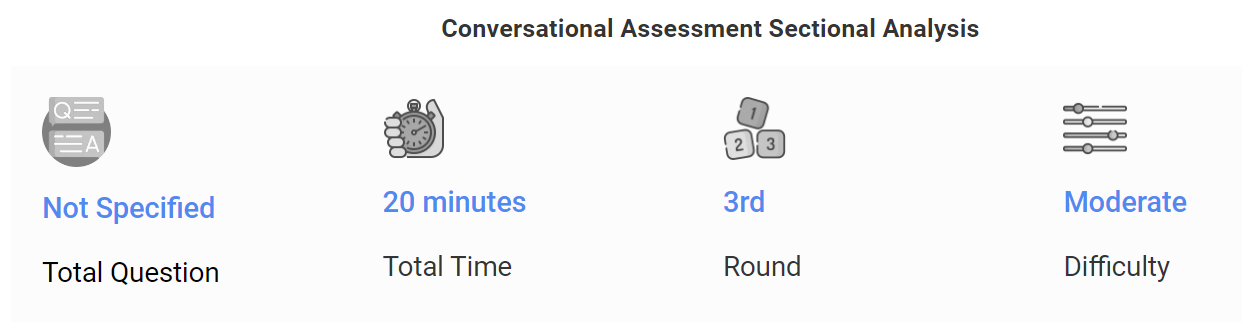 Conversational Assessment Sectional Analysis
Q
A
1
2 3
Not Specified 20 minutes 3rd Moderate
Total Question Total Time Round Difficulty